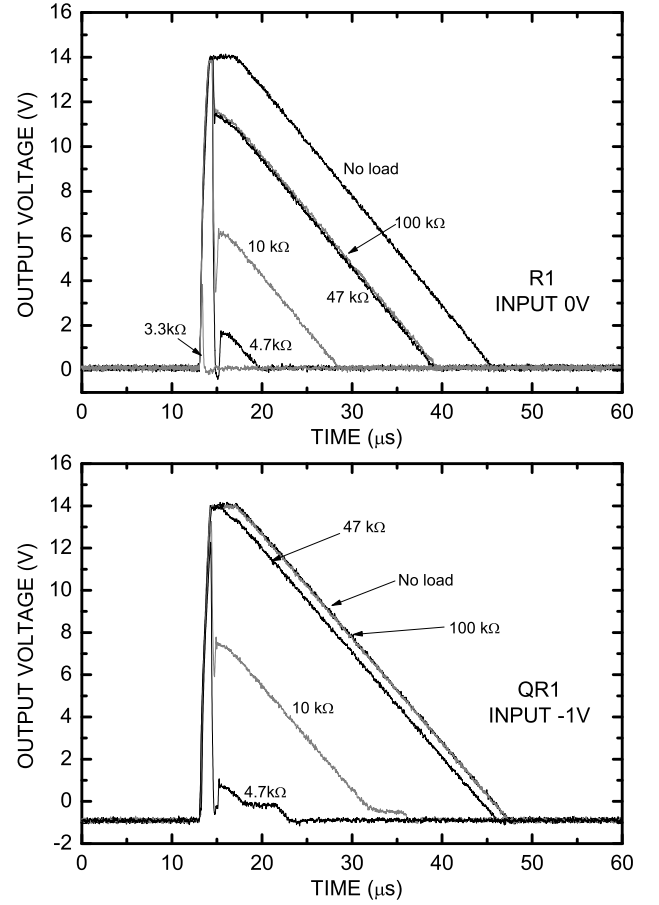 16
14
12
10
8
6
4
2
0
OUTPUT VOLTAGE (V)
No load
100 kΩ
10 kΩ
47 kΩ
3.3kΩ
4.7kΩ
R1
INPUT 0V
0 10 20 30 40 50 60
TIME (μs)
16
14
12
10
8
6
4
2
0
-2
OUTPUT VOLTAGE (V)
47 kΩ
No load
100 kΩ
10 kΩ
4.7kΩ
QR1
INPUT -1V
0 10 20 30 40 50 60
TIME (μs)